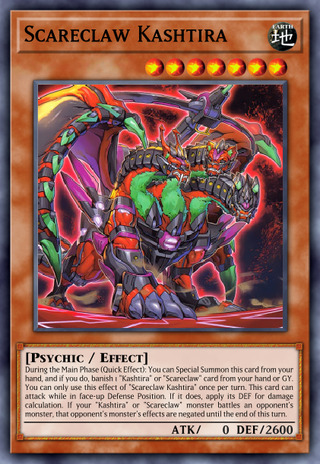 Scareclaw Kashtira
EARTH
地
[Psychic / Effect]
During the Main Phase (Quick Effect): You can Special Summon this card from your
hand, and if you do, banish 1 "Kashtira" or "Scareclaw" card from your hand or GY.
You can only use this effect of "Scareclaw Kashtira" once per turn. This card can
attack while in face-up Defense Position. If it does, apply its DEF for damage
calculation. If your "Kashtira" or "Scareclaw" monster battles an opponent's
monster, that opponent's monster's effects are negated until the end of this turn.
ATK/ 0 DEF/2600